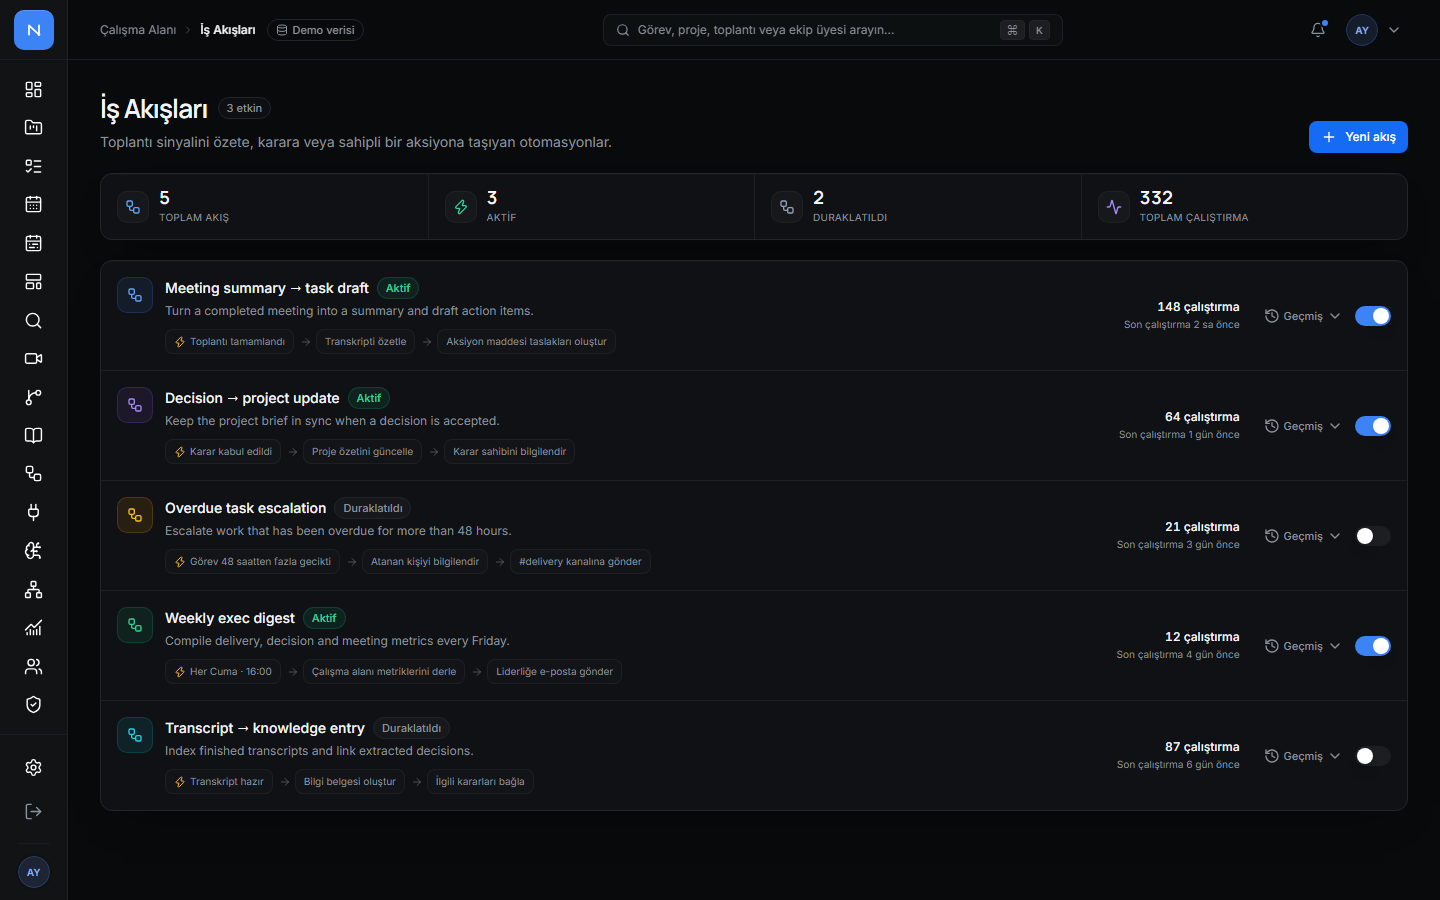 N
Çalışma Alanı > İş Akışları Demo verisi
Görev, proje, toplantı veya ekip üyesi arayın... ⌘ K
AY
İş Akışları 3 etkin
Toplantı sinyalini özete, karara veya sahipli bir aksiyona taşıyan otomasyonlar.
+ Yeni akış
5
TOPLAM AKIŞ
3
AKTİF
2
DURAKLATILDI
332
TOPLAM ÇALIŞTIRMA
Meeting summary → task draft Aktif
Turn a completed meeting into a summary and draft action items.
Toplantı tamamlandı → Transkripti özetle → Aksiyon maddesi taslakları oluştur
148 çalıştırma
Son çalıştırma 2 sa önce
Geçmiş
Decision → project update Aktif
Keep the project brief in sync when a decision is accepted.
Karar kabul edildi → Proje özetini güncelle → Karar sahibini bilgilendir
64 çalıştırma
Son çalıştırma 1 gün önce
Geçmiş
Overdue task escalation Duraklatıldı
Escalate work that has been overdue for more than 48 hours.
Görev 48 saatten fazla gecikti → Atanan kişiyi bilgilendir → #delivery kanalına gönder
21 çalıştırma
Son çalıştırma 3 gün önce
Geçmiş
Weekly exec digest Aktif
Compile delivery, decision and meeting metrics every Friday.
Her Cuma · 16:00 → Çalışma alanı metriklerini derle → Liderliğe e-posta gönder
12 çalıştırma
Son çalıştırma 4 gün önce
Geçmiş
Transcript → knowledge entry Duraklatıldı
Index finished transcripts and link extracted decisions.
Transkript hazır → Bilgi belgesi oluştur → İlgili kararları bağla
87 çalıştırma
Son çalıştırma 6 gün önce
Geçmiş
AY